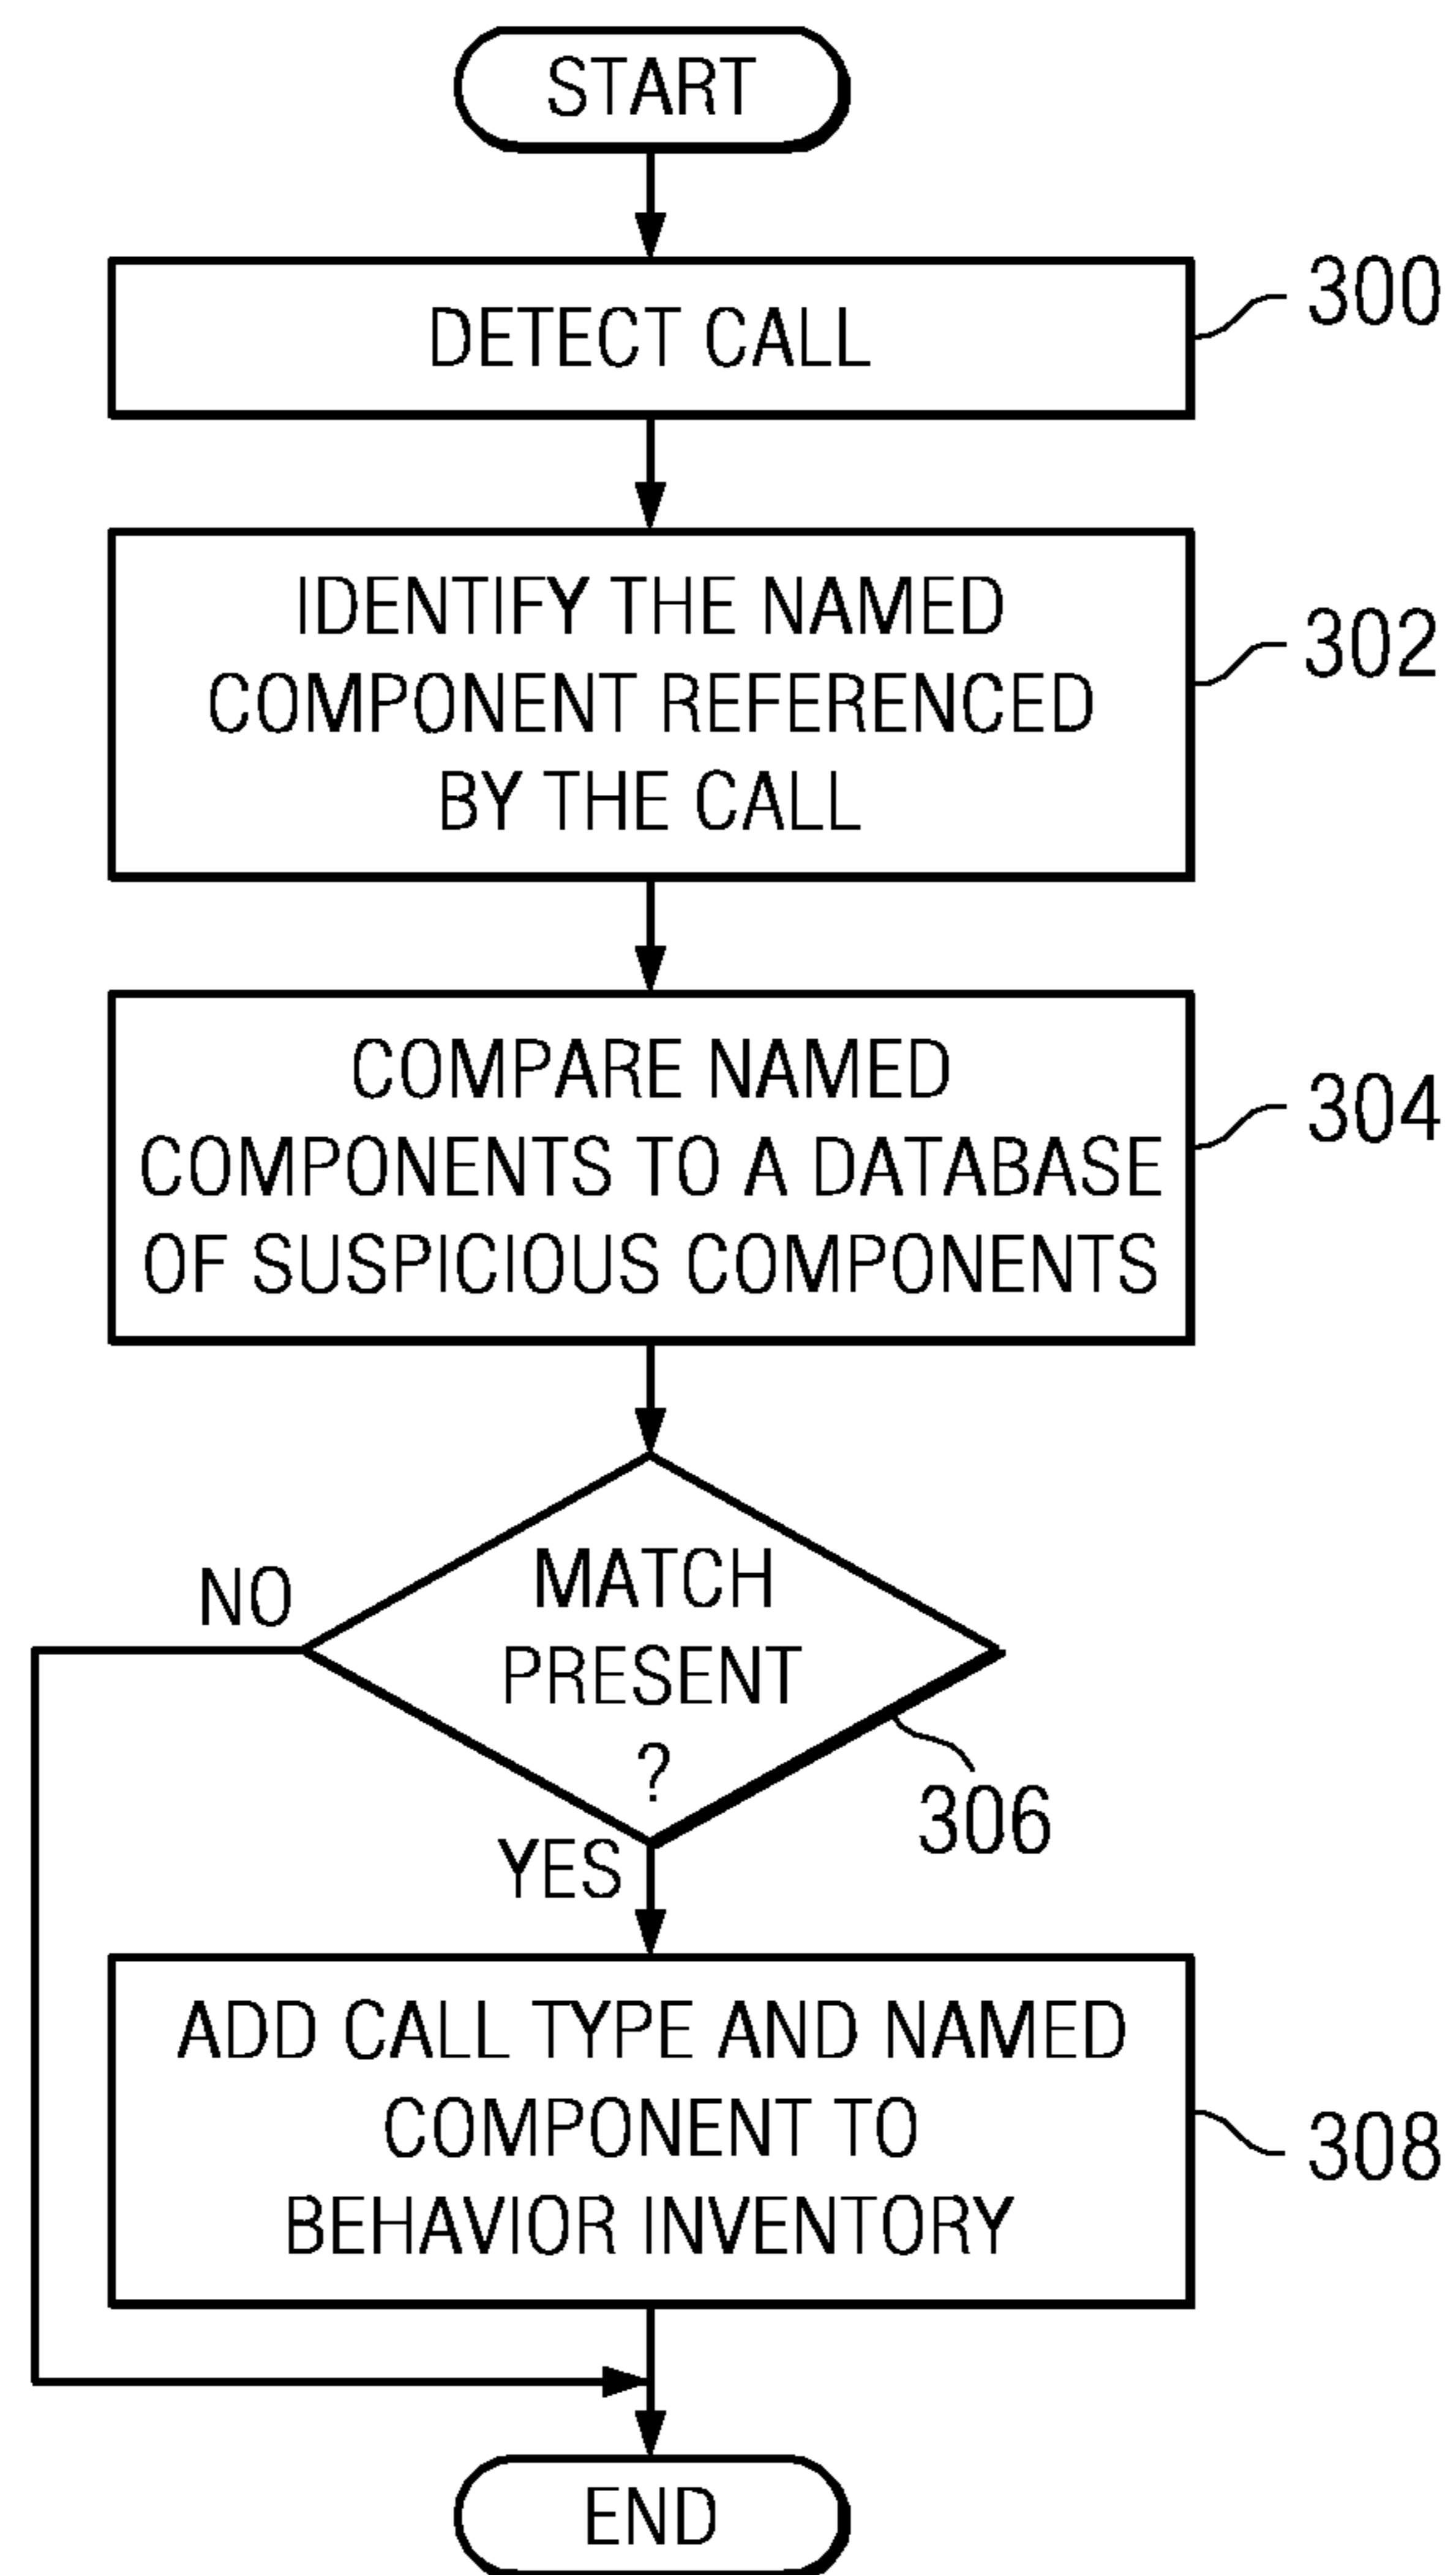 START
DETECT CALL
300
IDENTIFY THE NAMED
COMPONENT REFERENCED
BY THE CALL
302
COMPARE NAMED
COMPONENTS TO A DATABASE
OF SUSPICIOUS COMPONENTS
304
MATCH
PRESENT
?
NO
306
YES
ADD CALL TYPE AND NAMED
COMPONENT TO
BEHAVIOR INVENTORY
308
END